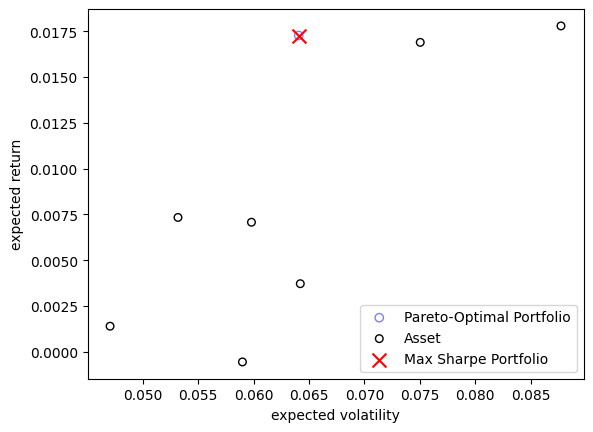 0.0175
0.0150
0.0125
0.0100
0.0075
0.0050
0.0025
0.0000
expected return
0.050 0.055 0.060 0.065 0.070 0.075 0.080 0.085
expected volatility
Pareto-Optimal Portfolio
Asset
Max Sharpe Portfolio